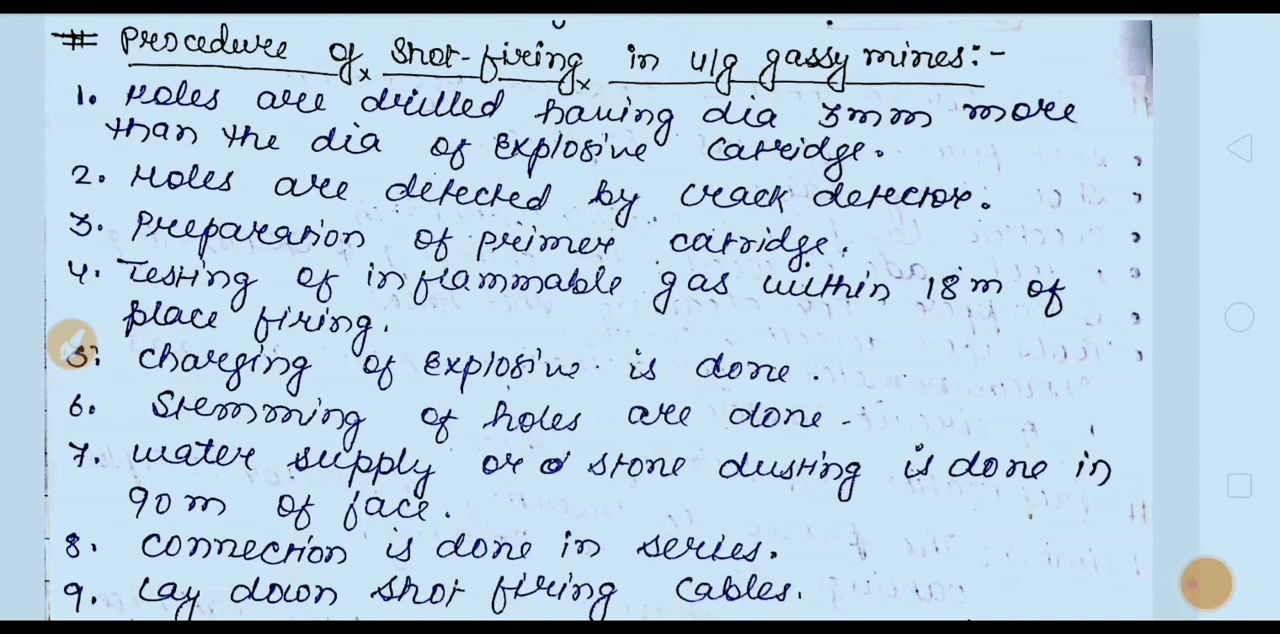 # Procedure of shot-firing in u/g gassy mines:-
1. Holes are drilled having dia 3mm more
than the dia of explosive catridge.
2. Holes are detected by crack detector.
3. Preparation of primer catridge.
4. Testing of inflammable gas within 18m of
place firing.
5. charging of explosive is done.
6. Stemming of holes are done.
7. water supply or stone dusting is done in
90m of face.
8. connection is done in series.
9. Lay down shot firing cables.